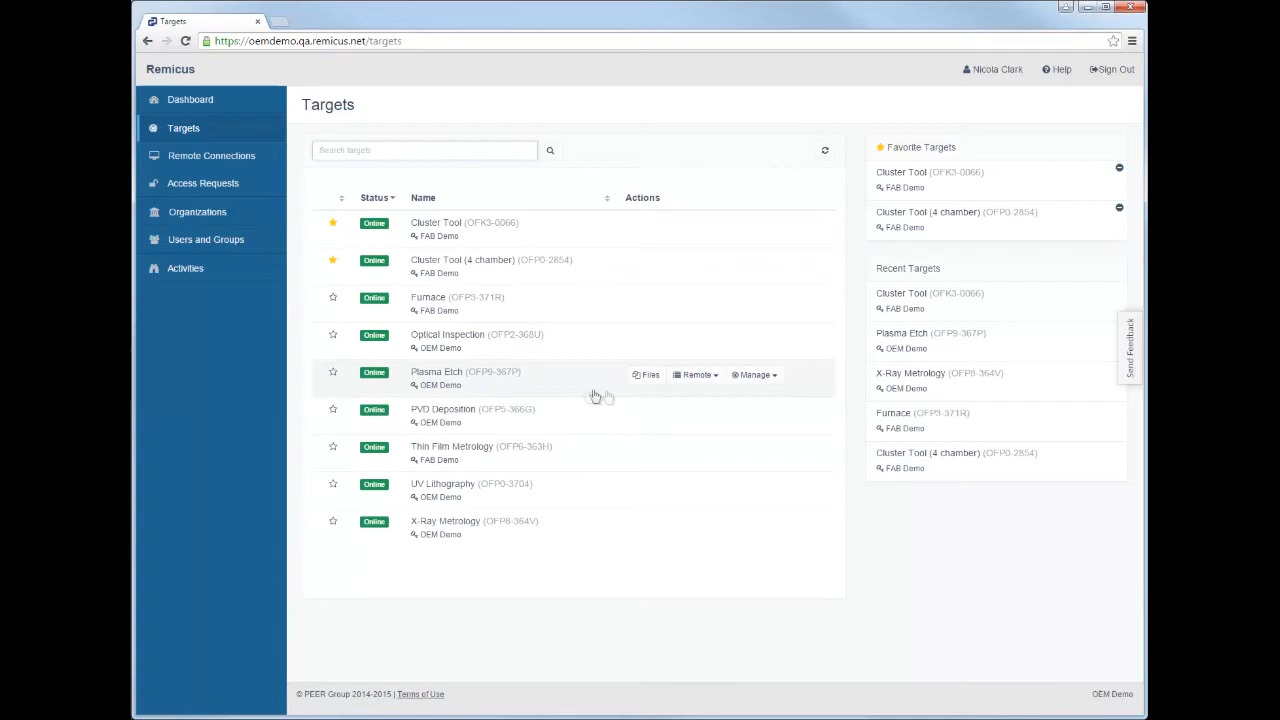 Targets
https://oemdemo.qa.remicus.net/targets
Remicus
Nicola Clark
Help
Sign Out
Dashboard
Targets
Remote Connections
Access Requests
Organizations
Users and Groups
Activities
Targets
Search targets
Status
Name
Actions
Online
Cluster Tool (OFK3-0066)
FAB Demo
Online
Cluster Tool (4 chamber) (OFP0-2854)
FAB Demo
Online
Furnace (OFP3-371R)
FAB Demo
Online
Optical Inspection (OFP2-368U)
OEM Demo
Online
Plasma Etch (OFP9-367P)
OEM Demo
Files
Remote
Manage
Online
PVD Deposition (OFP5-366G)
OEM Demo
Online
Thin Film Metrology (OFP6-363H)
FAB Demo
Online
UV Lithography (OFP0-3704)
OEM Demo
Online
X-Ray Metrology (OFP8-364V)
OEM Demo
Favorite Targets
Cluster Tool (OFK3-0066)
FAB Demo
Cluster Tool (4 chamber) (OFP0-2854)
FAB Demo
Recent Targets
Cluster Tool (OFK3-0066)
FAB Demo
Plasma Etch (OFP9-367P)
OEM Demo
X-Ray Metrology (OFP8-364V)
OEM Demo
Furnace (OFP3-371R)
FAB Demo
Cluster Tool (4 chamber) (OFP0-2854)
FAB Demo
Send Feedback
© PEER Group 2014-2015 | Terms of Use
OEM Demo